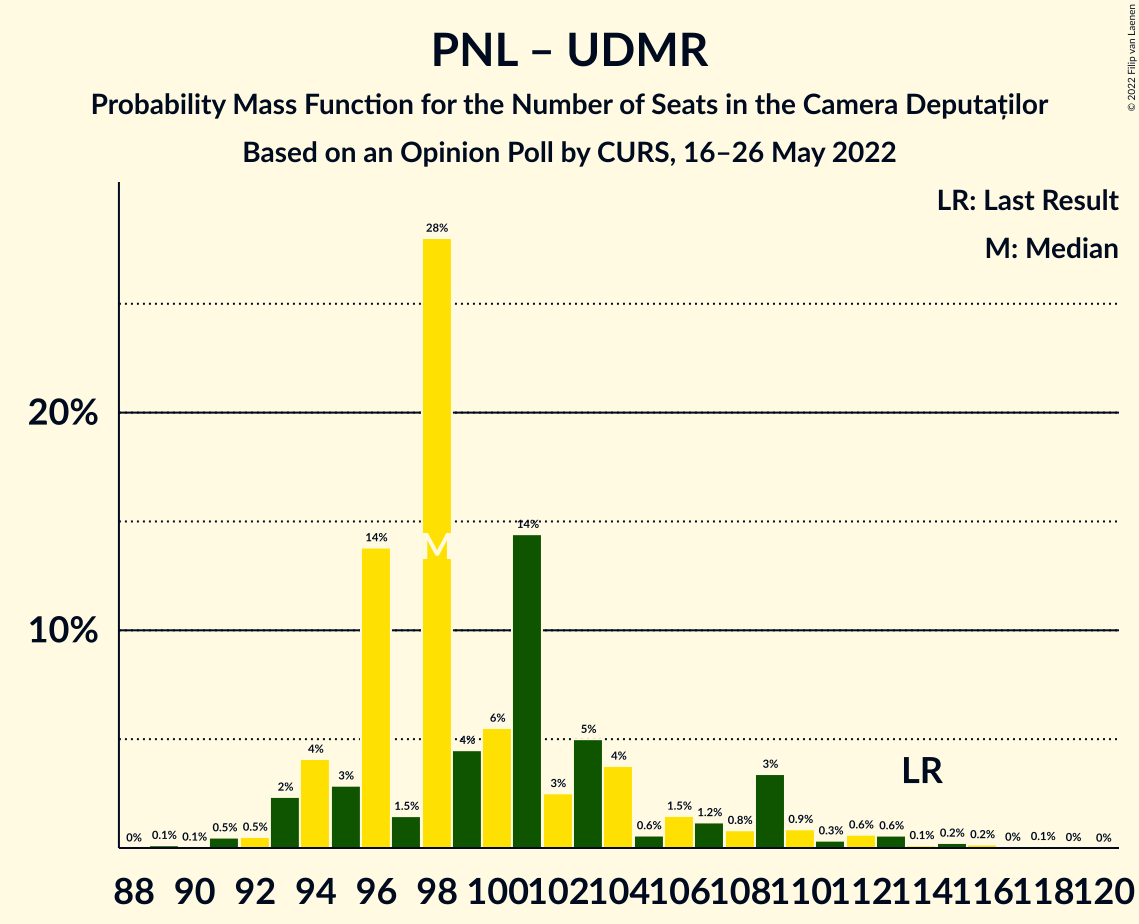 PNL – UDMR
Probability Mass Function for the Number of Seats in the Camera Deputaților
Based on an Opinion Poll by CURS, 16–26 May 2022
© 2022 Filip van Laenen
LR: Last Result
M: Median
20%
10%
0% 0.1% 0.1% 0.5% 0.5% 2% 4% 3% 14% 1.5% 28% 4% 6% 14% 3% 5% 4% 0.6% 1.5% 1.2% 0.8% 3% 0.9% 0.3% 0.6% 0.6% 0.1% 0.2% 0.2% 0% 0.1% 0% 0%
M
LR
88 90 92 94 96 98 100 102 104 106 108 110 112 114 116 118 120